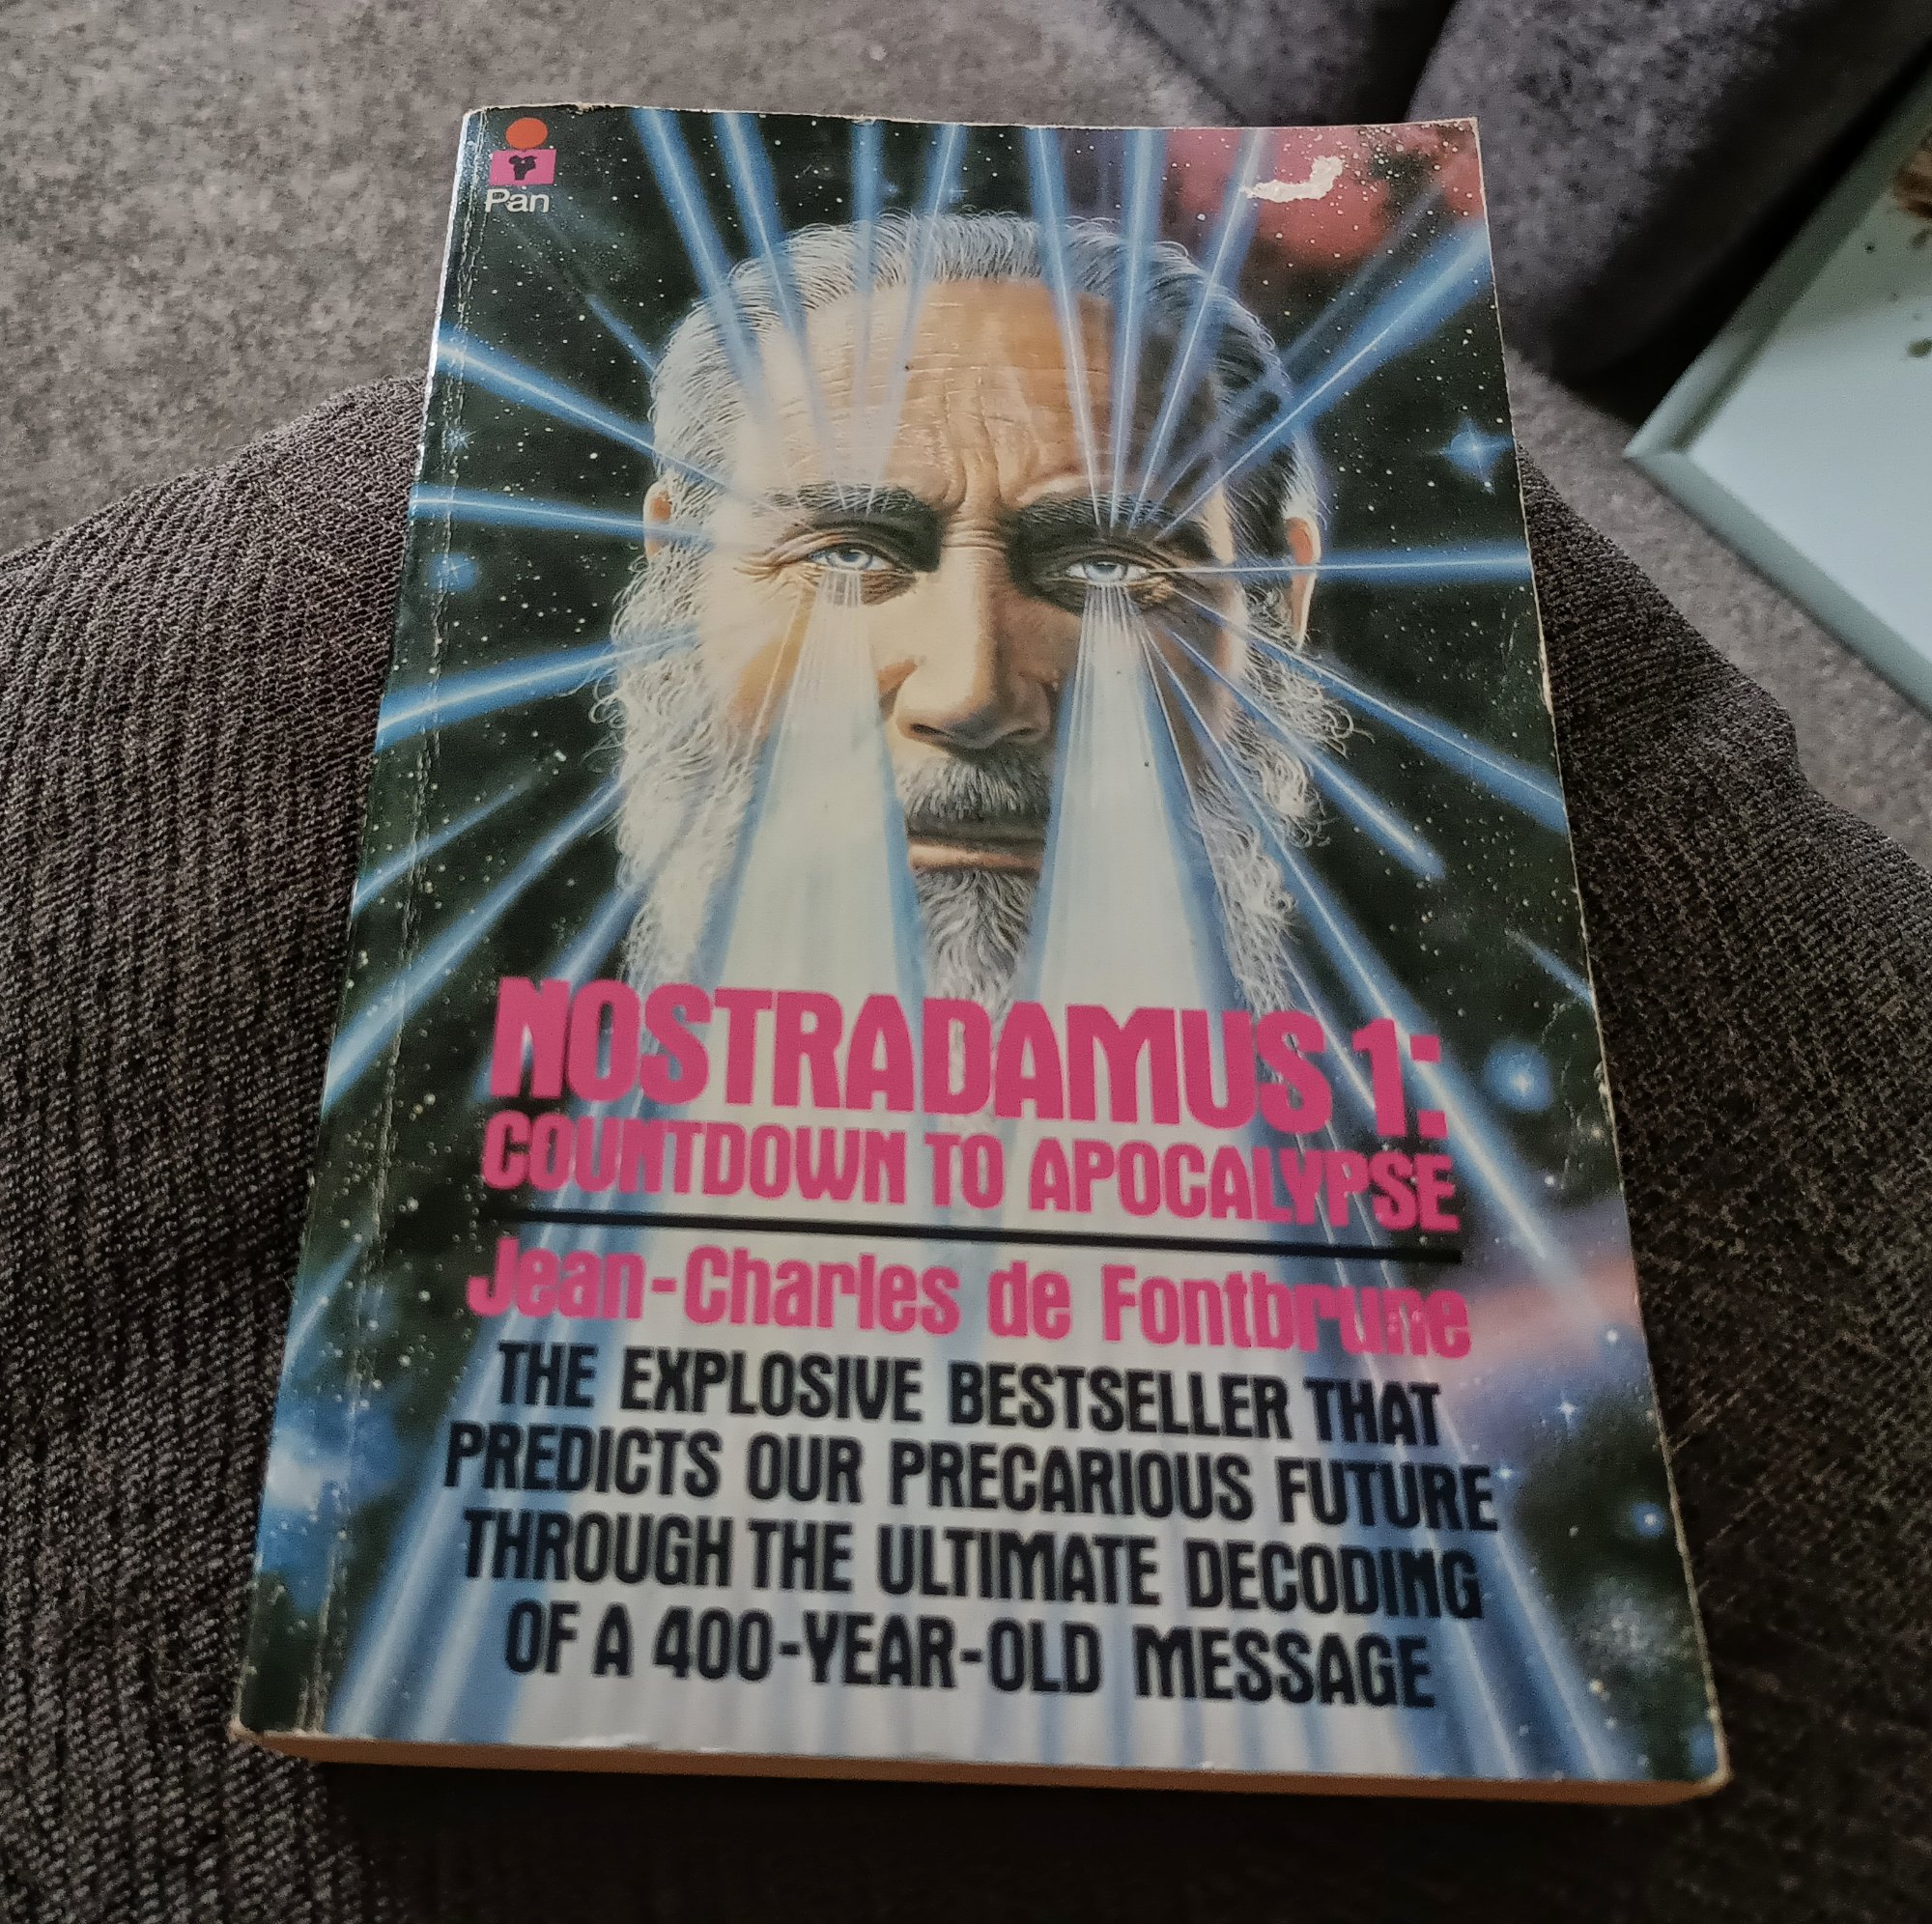 Pan
NOSTRADAMUS 1:
COUNTDOWN TO APOCALYPSE
Jean-Charles de Fontbrune
THE EXPLOSIVE BESTSELLER THAT
PREDICTS OUR PRECARIOUS FUTURE
THROUGH THE ULTIMATE DECODING
OF A 400-YEAR-OLD MESSAGE